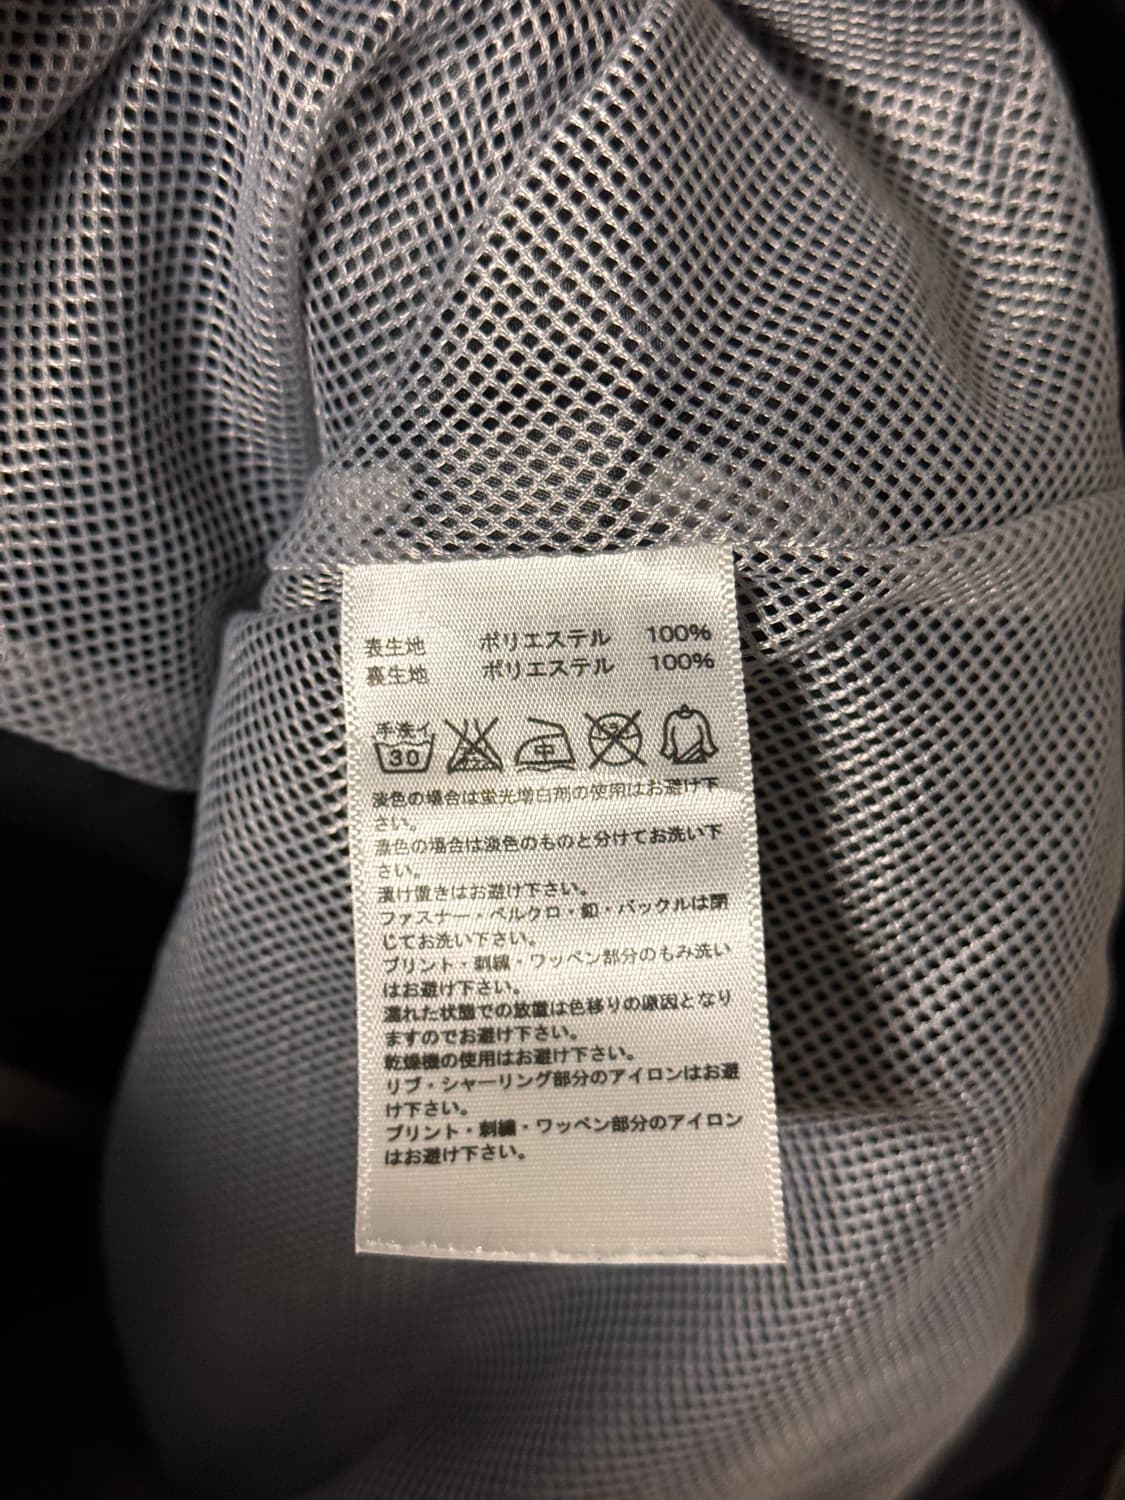 表生地 ポリエステル 100%
裏生地 ポリエステル 100%
手洗イ
30
中
淡色の場合は蛍光増白剤の使用はお避け下
さい。
濃色の場合は淡色のものと分けてお洗い下
さい。
漬け置きはお避け下さい。
ファスナー・ベルクロ・釦・バックルは閉
じてお洗い下さい。
プリント・刺繍・ワッペン部分のもみ洗い
はお避け下さい。
濡れた状態での放置は色移りの原因となり
ますのでお避け下さい。
乾燥機の使用はお避け下さい。
リブ・シャーリング部分のアイロンはお避
け下さい。
プリント・刺繍・ワッペン部分のアイロン
はお避け下さい。